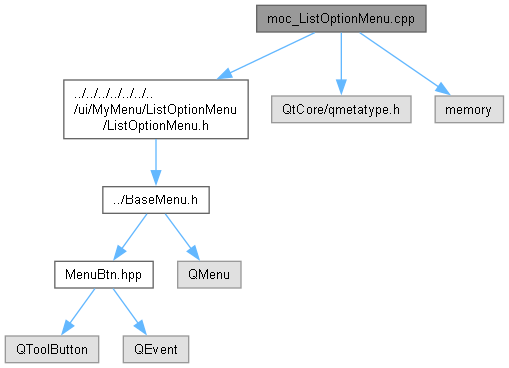 moc_ListOptionMenu.cpp
../../../../../../..
/ui/MyMenu/ListOptionMenu
/ListOptionMenu.h
QtCore/qmetatype.h
memory
../BaseMenu.h
MenuBtn.hpp
QMenu
QToolButton
QEvent